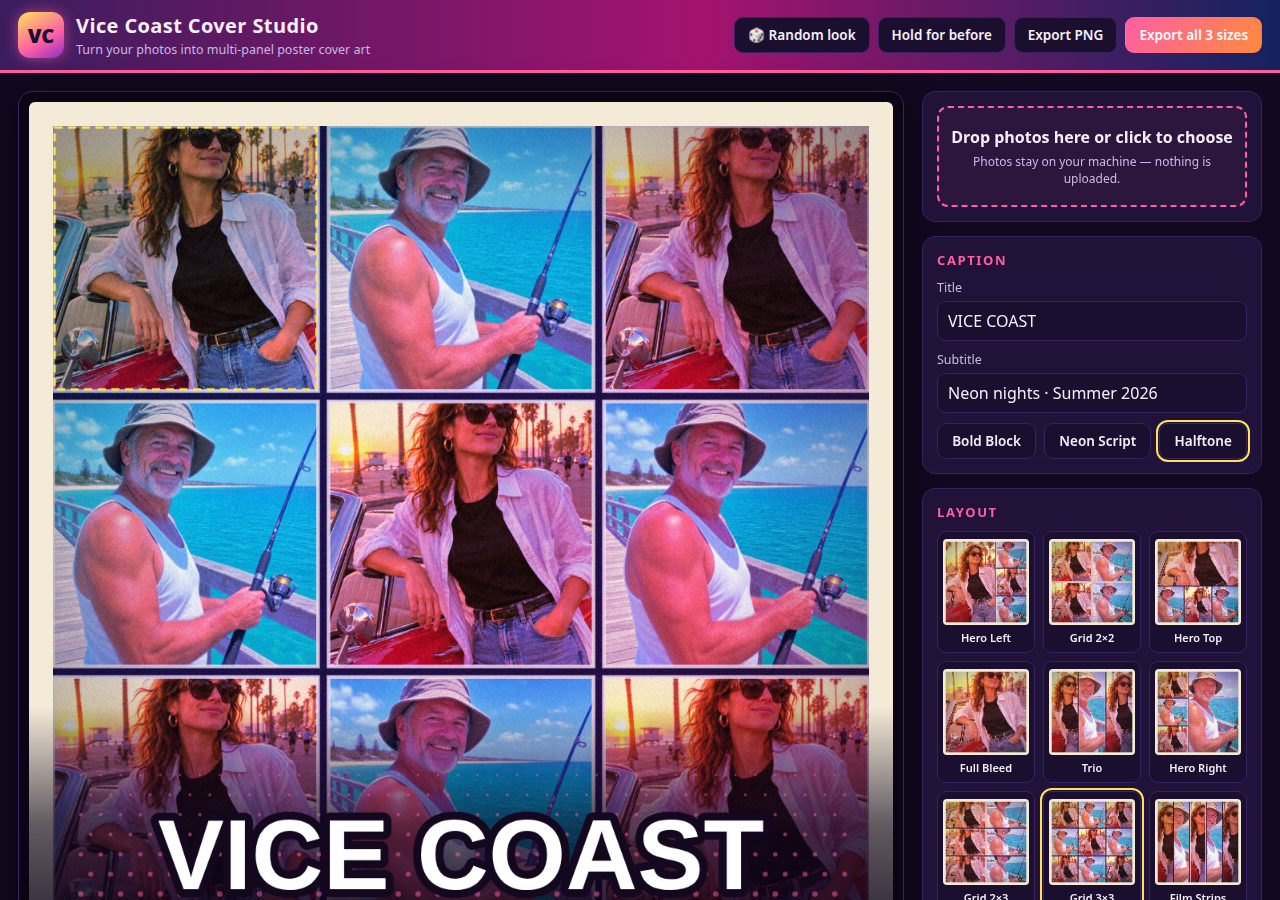 VC
Vice Coast Cover Studio
Turn your photos into multi-panel poster cover art
🎲 Random look
Hold for before
Export PNG
Export all 3 sizes
VICE COAST
Drop photos here or click to choose
Photos stay on your machine — nothing is
uploaded.
CAPTION
Title
VICE COAST
Subtitle
Neon nights · Summer 2026
Bold Block
Neon Script
Halftone
LAYOUT
Hero Left
Grid 2×2
Hero Top
Full Bleed
Trio
Hero Right
Grid 2×3
Grid 3×3
Film Strips